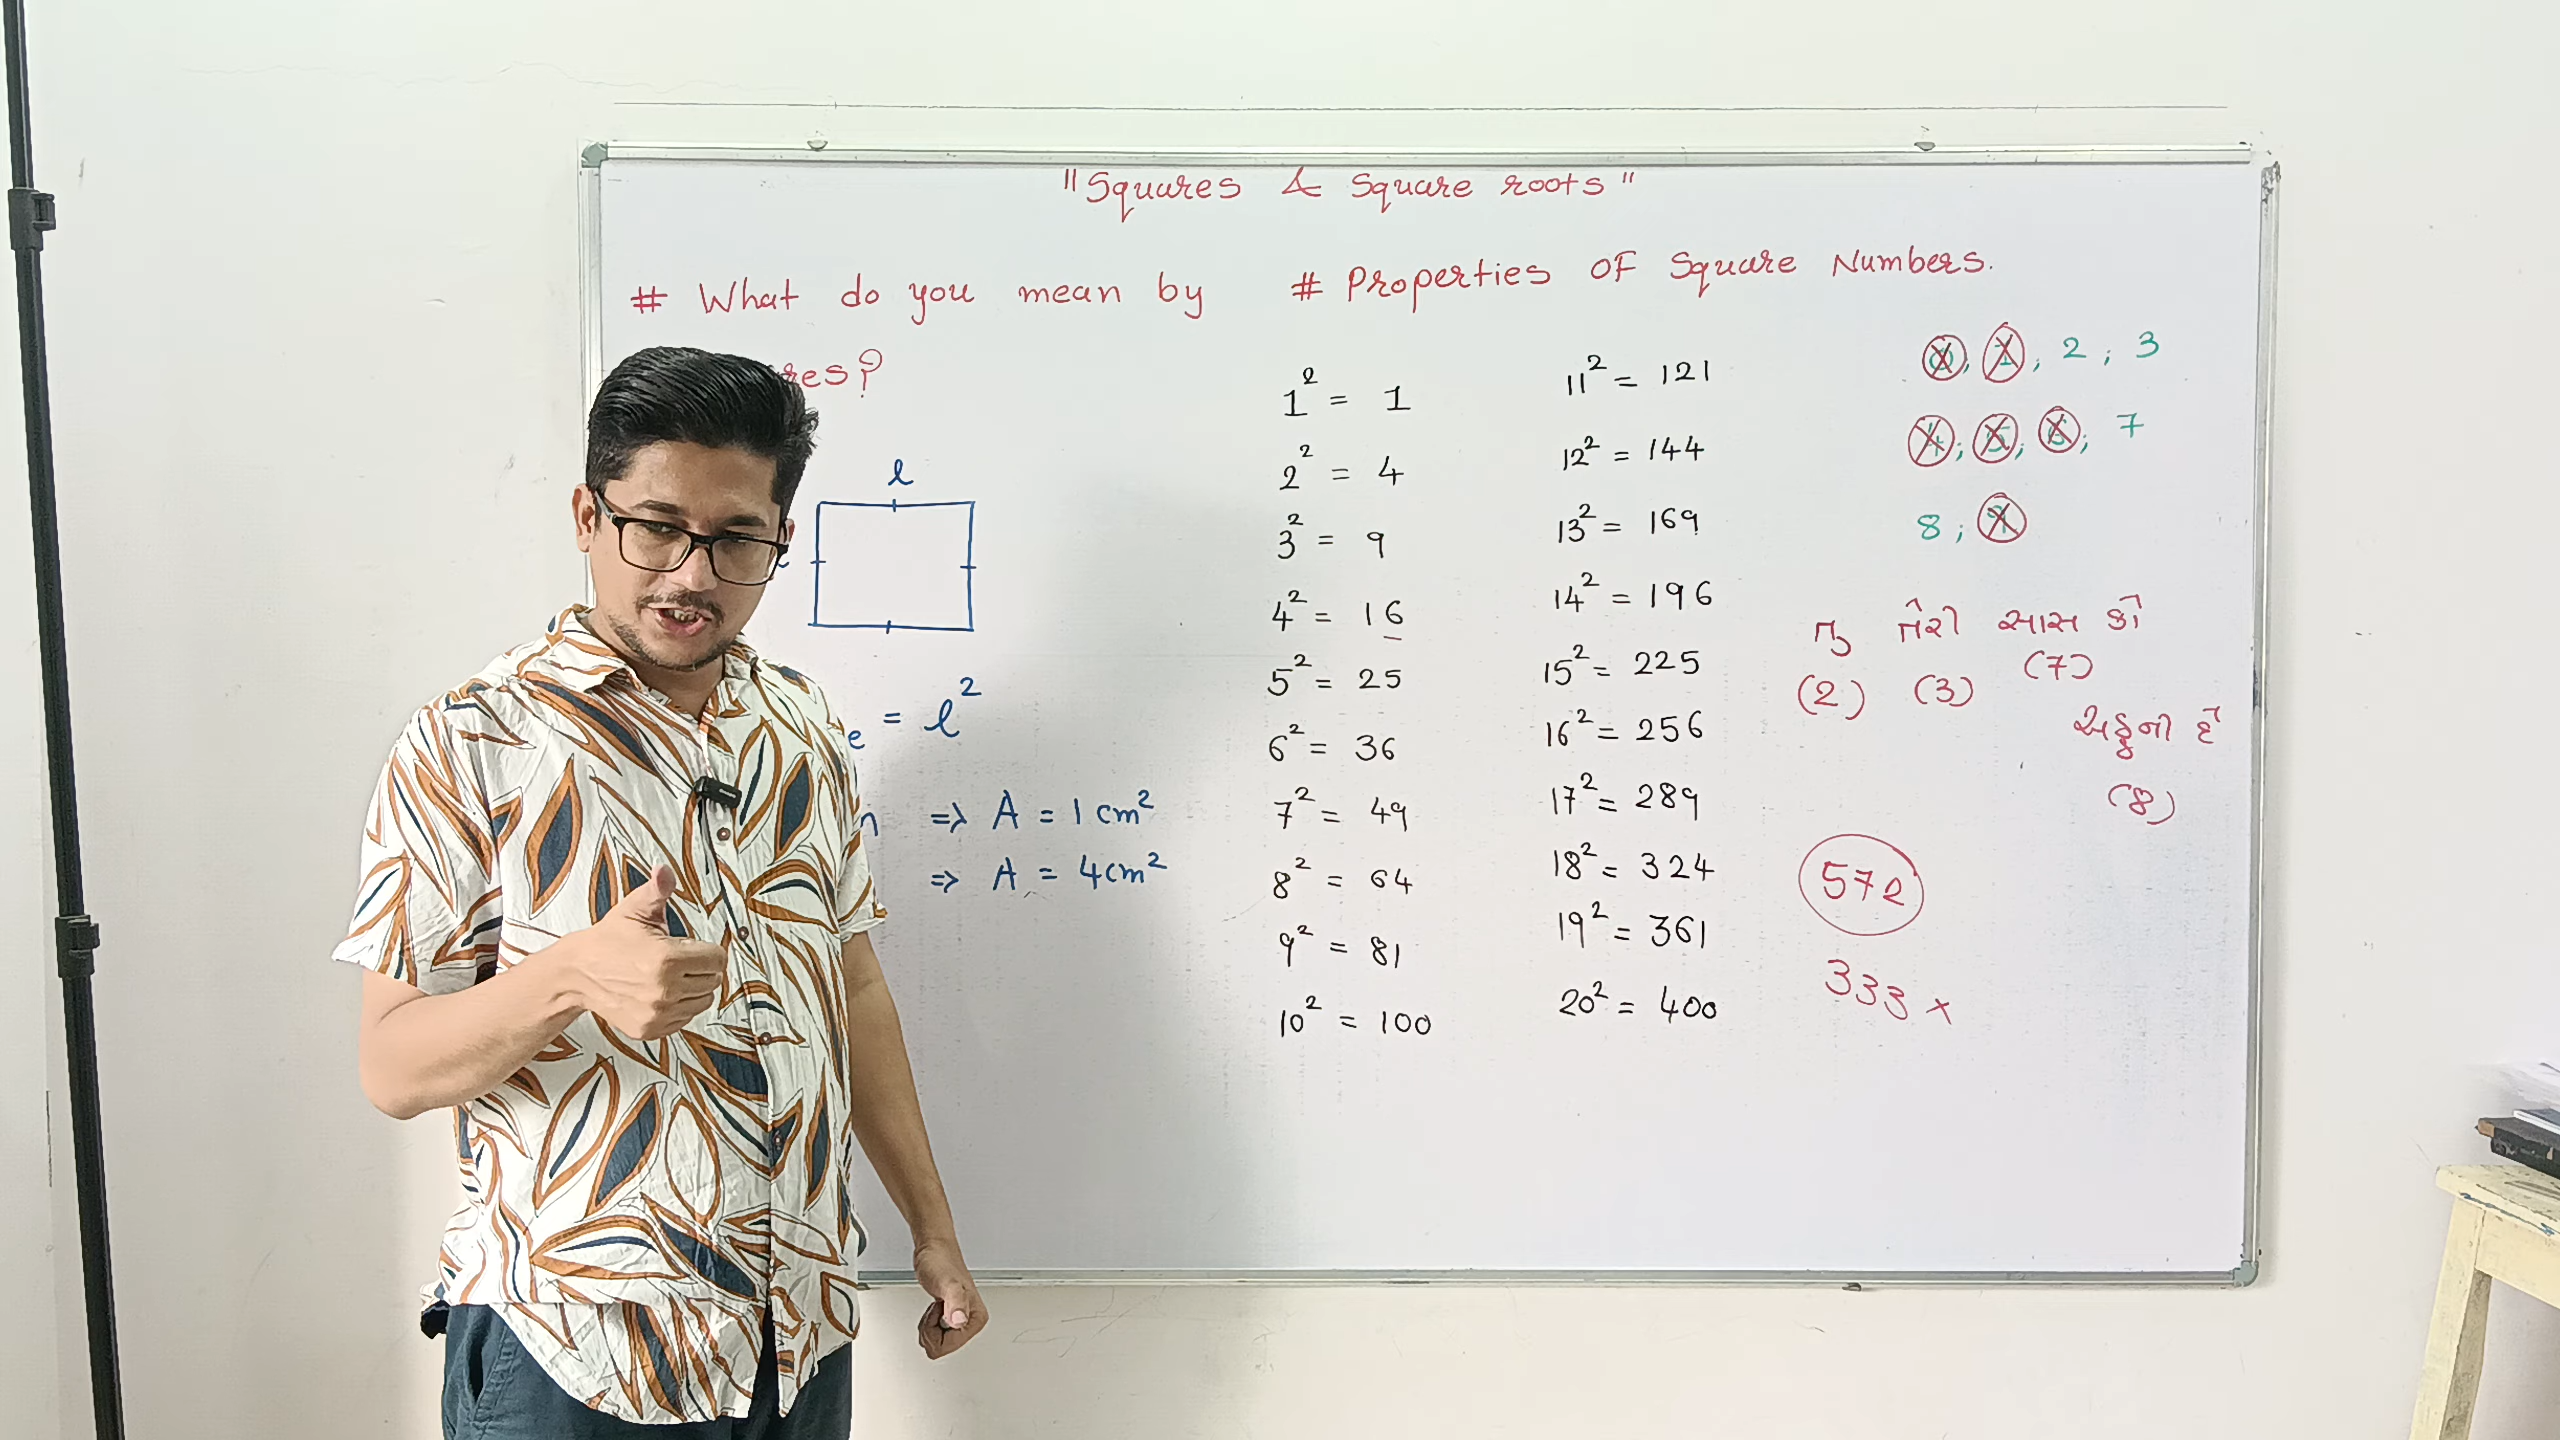 "Squares & Square roots"
# What do you mean by
res?
l
e = l²
⇒ A = 1 cm²
⇒ A = 4cm²
# Properties OF Square Numbers.
1² = 1
2² = 4
3² = 9
4² = 16
5² = 25
6² = 36
7² = 49
8² = 64
9² = 81
10² = 100
11² = 121
12² = 144
13² = 169
14² = 196
15² = 225
16² = 256
17² = 289
18² = 324
19² = 361
20² = 400
0, 1, 2, 3
4, 5, 6, 7
8, 9
તુ તેરી સાસ કો
(2) (3) (7)
(8)
572
333 ×